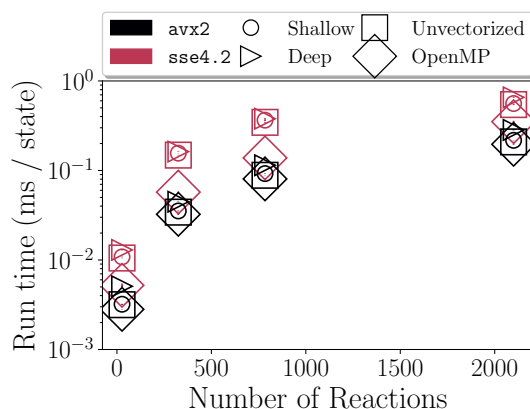 avx2 Shallow Unvectorized
sse4.2 Deep OpenMP
Run time (ms / state)
10^0
10^-1
10^-2
10^-3
0 500 1000 1500 2000
Number of Reactions